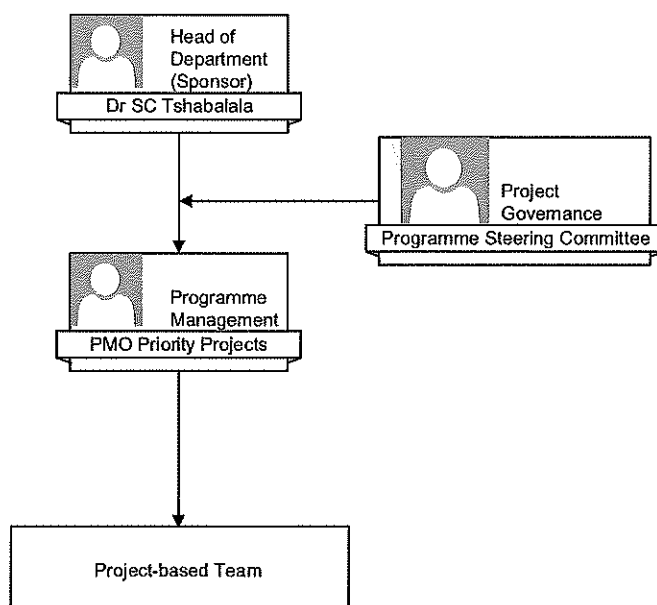 Head of
Department
(Sponsor)
Dr SC Tshabalala
Project
Governance
Programme Steering Committee
Programme
Management
PMO Priority Projects
Project-based Team